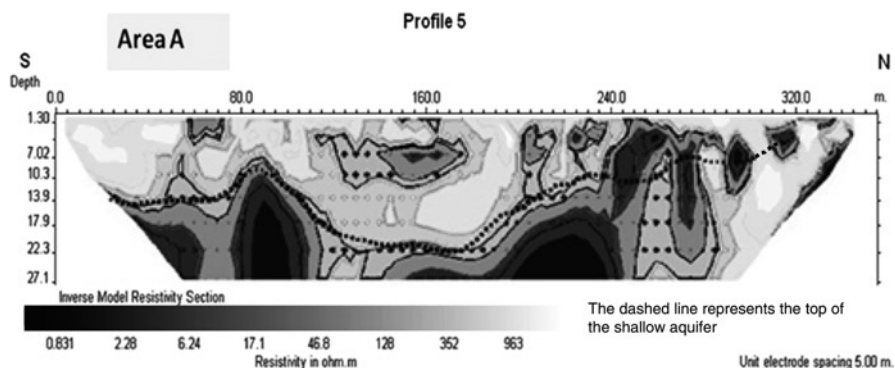 Profile 5
Area A
S
N
Depth
0.0 80.0 160.0 240.0 320.0 m.
1.30
7.02
10.3
13.9
17.9
22.3
27.1
Inverse Model Resistivity Section
0.831 2.28 6.24 17.1 46.8 128 352 963
Resistivity in ohm.m
The dashed line represents the top of
the shallow aquifer
Unit electrode spacing 5.00 m.